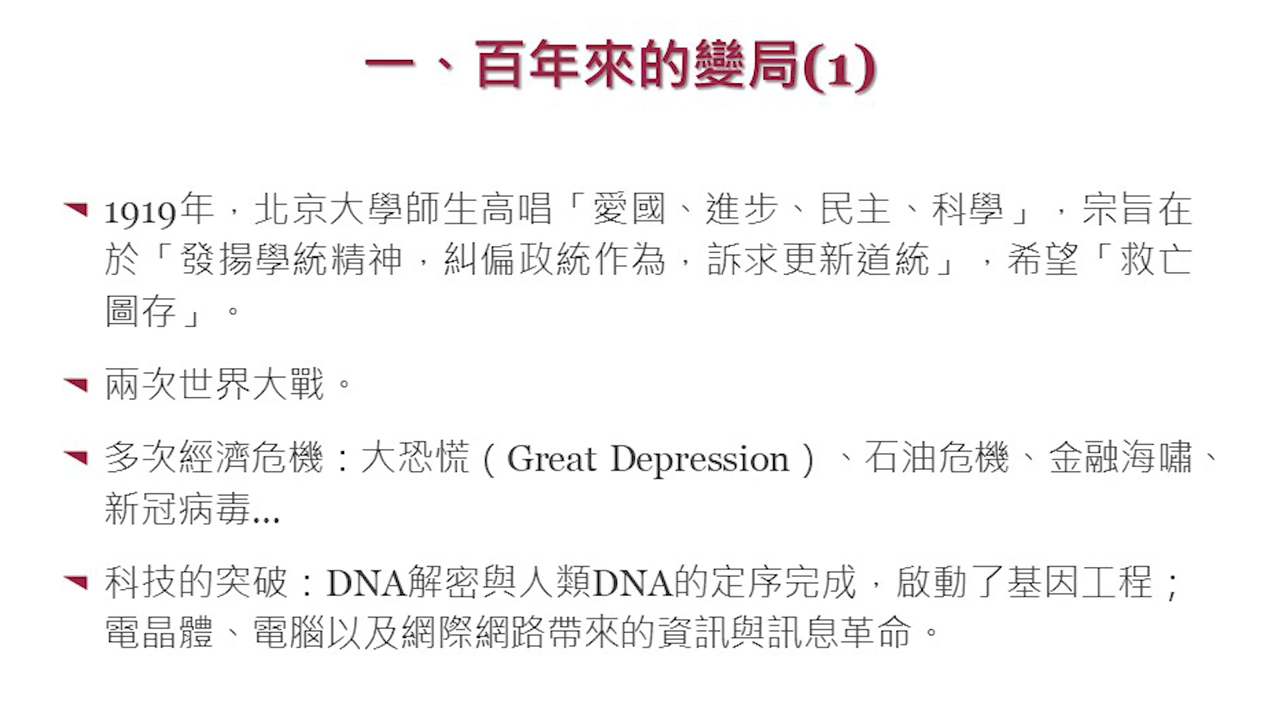 一、百年來的變局(1)
1919年，北京大學師生高唱「愛國、進步、民主、科學」，宗旨在
於「發揚學統精神，糾偏政統作為，訴求更新道統」，希望「救亡
圖存」。
兩次世界大戰。
多次經濟危機：大恐慌（Great Depression）、石油危機、金融海嘯、
新冠病毒...
科技的突破：DNA解密與人類DNA的定序完成，啟動了基因工程；
電晶體、電腦以及網際網路帶來的資訊與訊息革命。